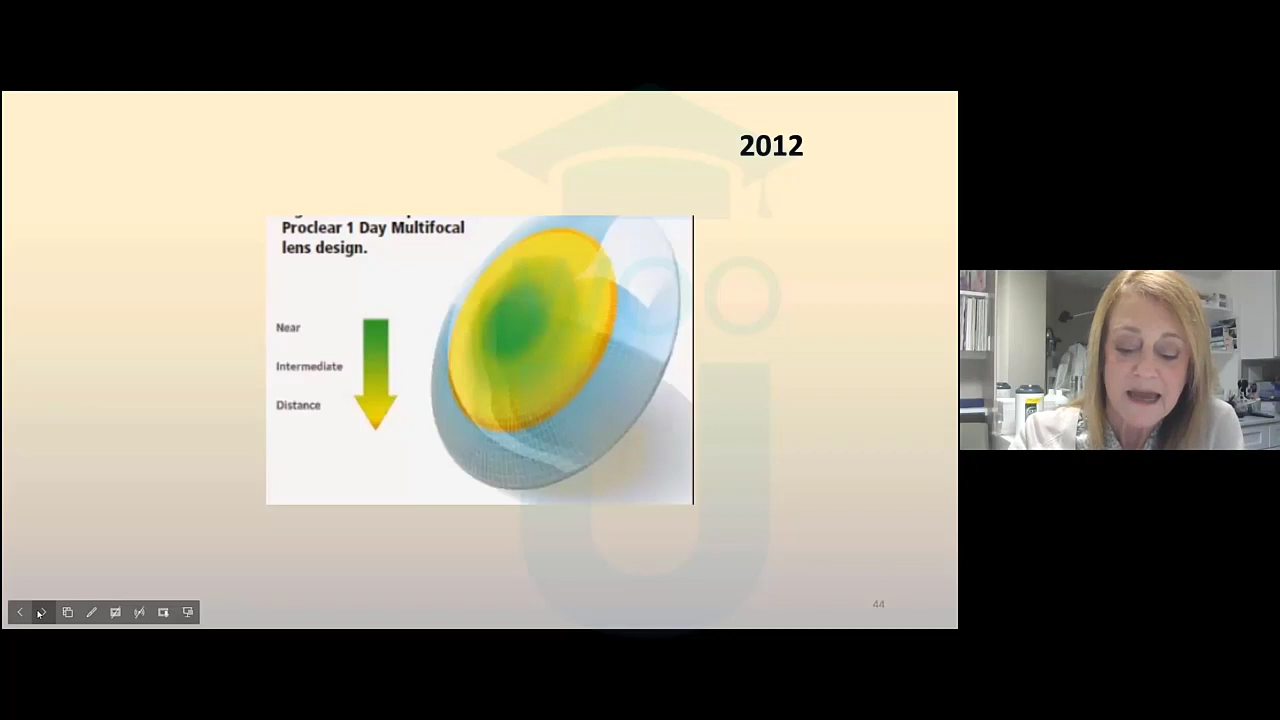 2012
Proclear 1 Day Multifocal
lens design.
Near
Intermediate
Distance
44